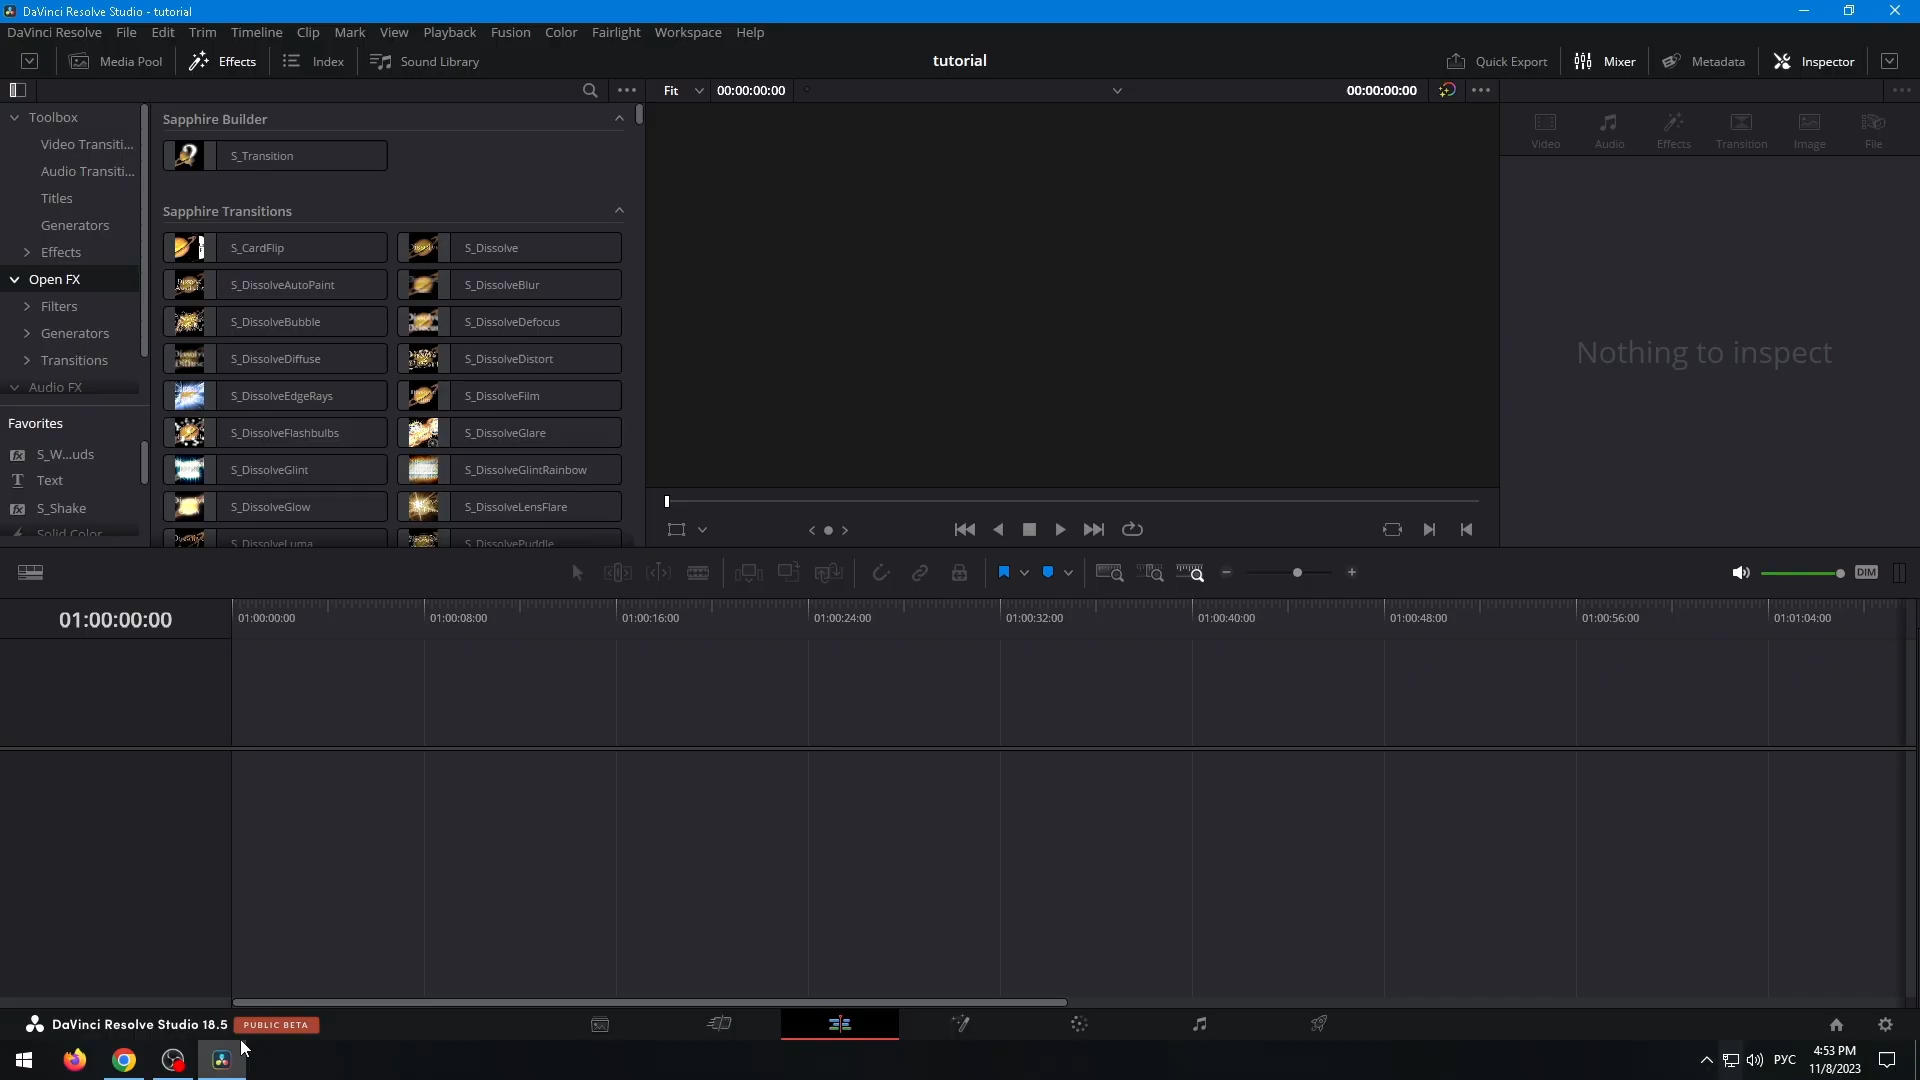 DaVinci Resolve Studio - tutorial
DaVinci Resolve File Edit Trim Timeline Clip Mark View Playback Fusion Color Fairlight Workspace Help
Media Pool Effects Index Sound Library tutorial Quick Export Mixer Metadata Inspector
Fit 00:00:00:00 00:00:00:00
Toolbox
Video Transiti...
Audio Transiti...
Titles
Generators
Effects
Open FX
Filters
Generators
Transitions
Audio FX
Favorites
S_W...uds
Text
S_Shake
Solid Color
Sapphire Builder
S_Transition
Sapphire Transitions
S_CardFlip S_Dissolve
S_DissolveAutoPaint S_DissolveBlur
S_DissolveBubble S_DissolveDefocus
S_DissolveDiffuse S_DissolveDistort
S_DissolveEdgeRays S_DissolveFilm
S_DissolveFlashbulbs S_DissolveGlare
S_DissolveGlint S_DissolveGlintRainbow
S_DissolveGlow S_DissolveLensFlare
S_DissolveLuma S_DissolvePuddle
Video Audio Effects Transition Image File
Nothing to inspect
DIM
01:00:00:00
01:00:00:00 01:00:08:00 01:00:16:00 01:00:24:00 01:00:32:00 01:00:40:00 01:00:48:00 01:00:56:00 01:01:04:00
DaVinci Resolve Studio 18.5 PUBLIC BETA
РУС
4:53 PM
11/8/2023